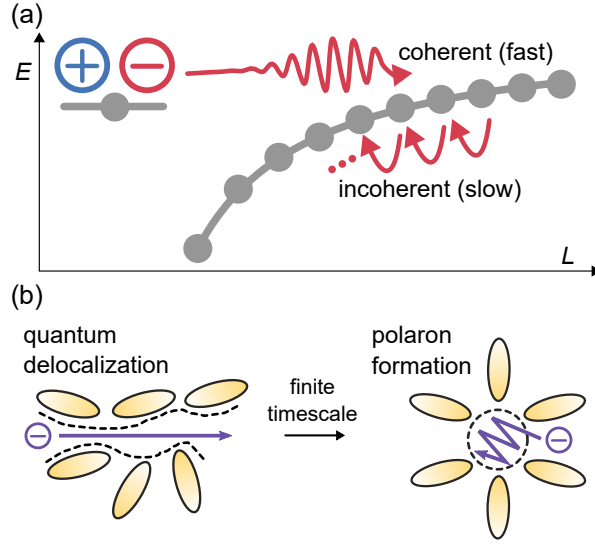 (a)
E
+ −
coherent (fast)
incoherent (slow)
L
(b)
quantum
delocalization
polaron
formation
finite
timescale
−
−